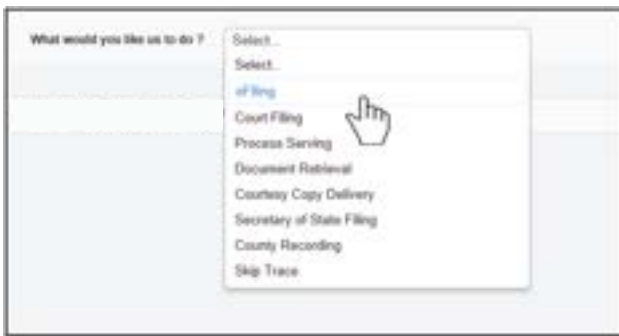 What would you like us to do ? Select...
Select...
eFiling
Court Filing
Process Serving
Document Retrieval
Courtesy Copy Delivery
Secretary of State Filing
County Recording
Skip Trace